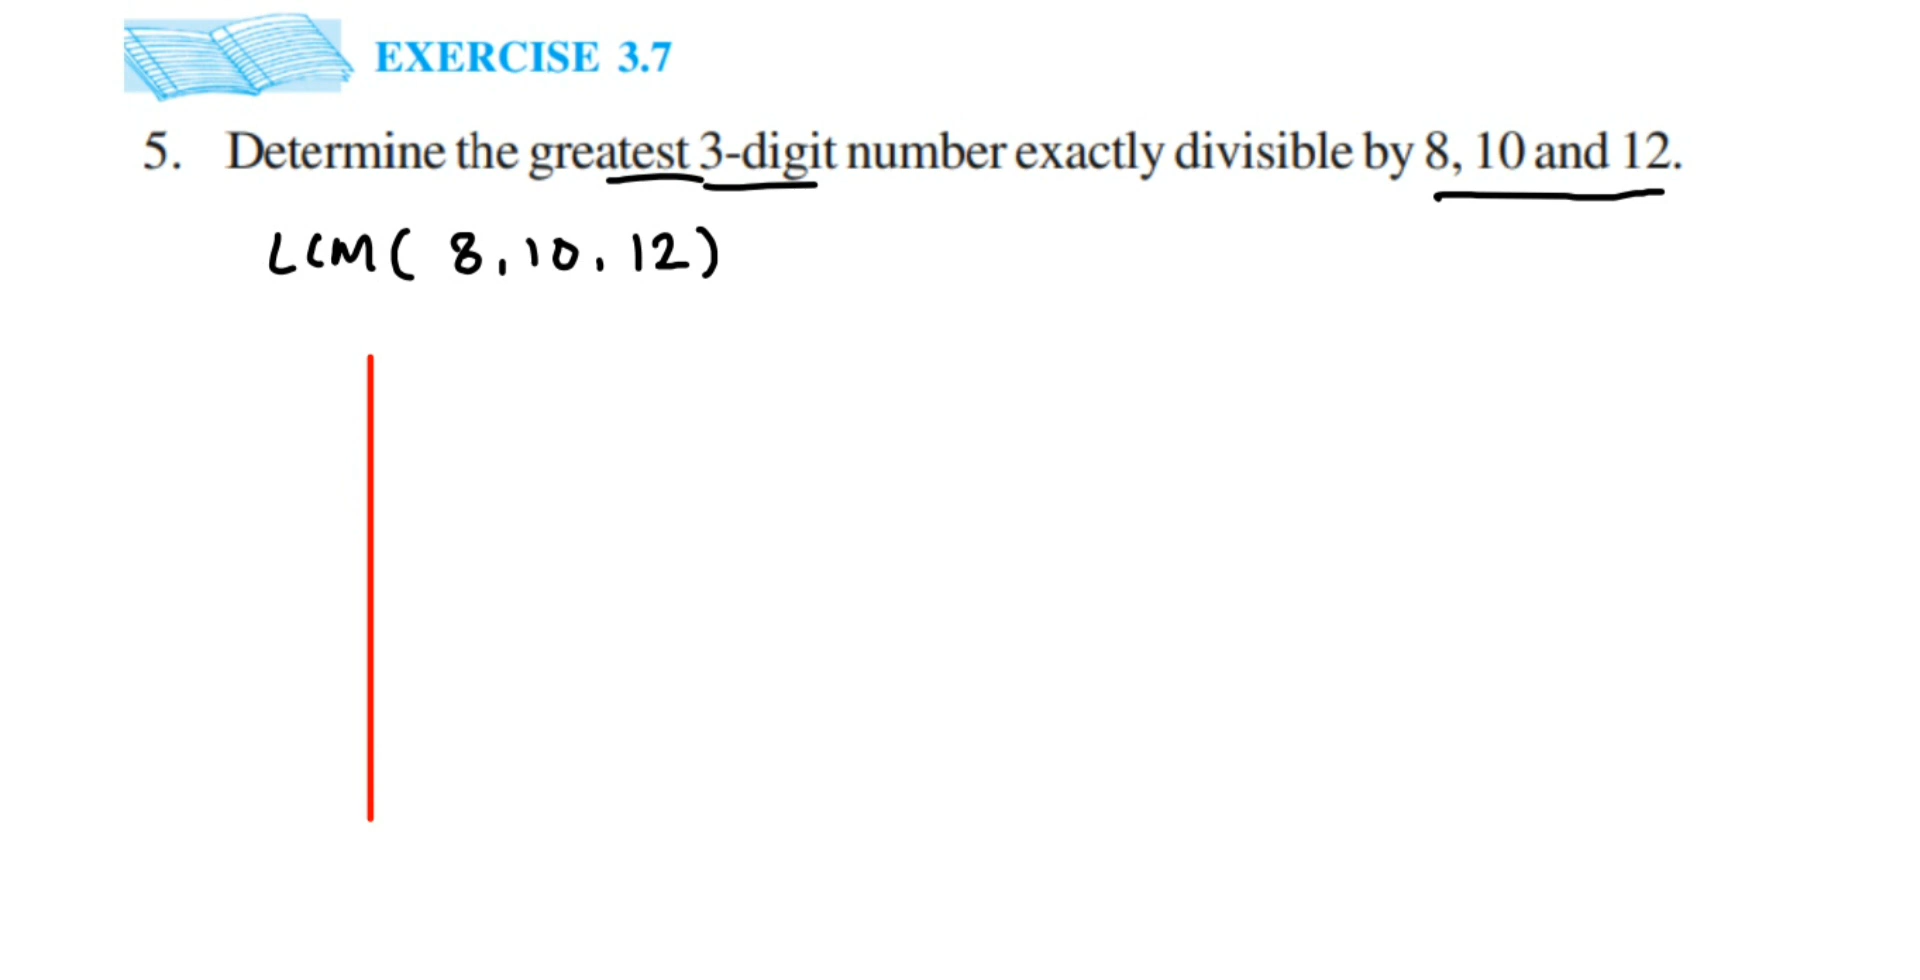 EXERCISE 3.7
5. Determine the greatest 3-digit number exactly divisible by 8, 10 and 12.
LCM( 8, 10, 12)